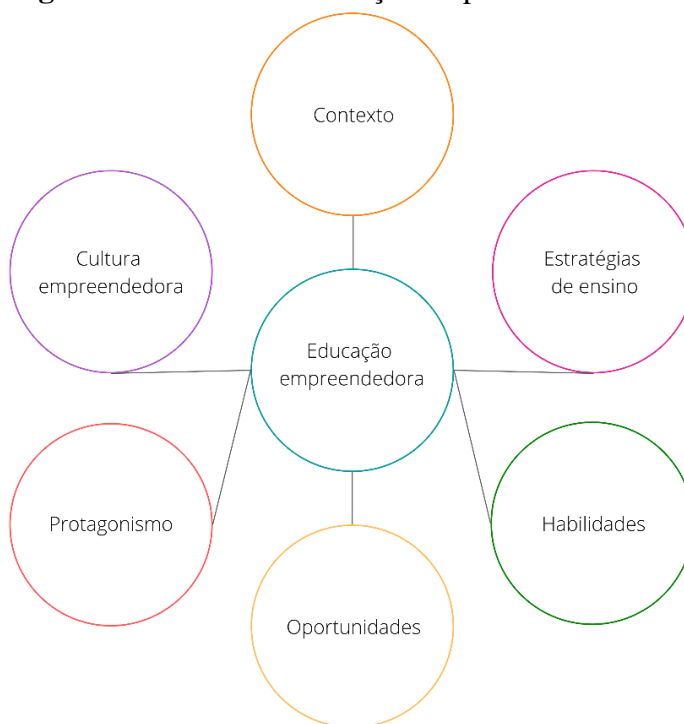 Contexto
Cultura
empreendedora
Estratégias
de ensino
Educação
empreendedora
Protagonismo
Habilidades
Oportunidades